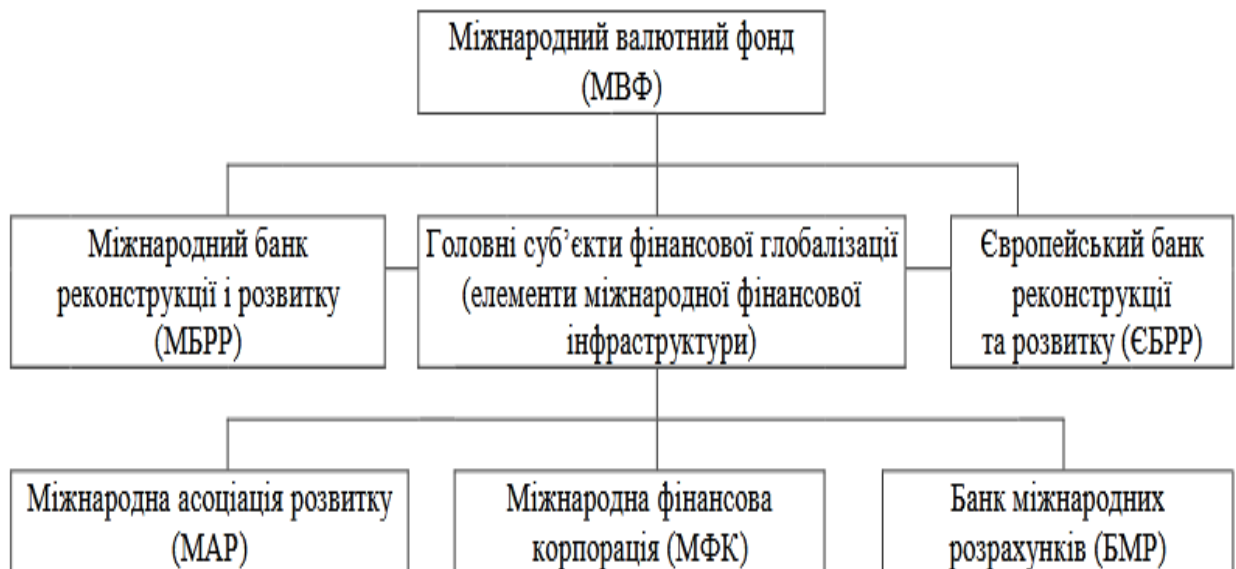 Міжнародний валютний фонд
(МВФ)
Міжнародний банк
реконструкції і розвитку
(МБРР)
Головні суб’єкти фінансової глобалізації
(елементи міжнародної фінансової
інфраструктури)
Європейський банк
реконструкції
та розвитку (ЄБРР)
Міжнародна асоціація розвитку
(МАР)
Міжнародна фінансова
корпорація (МФК)
Банк міжнародних
розрахунків (БМР)